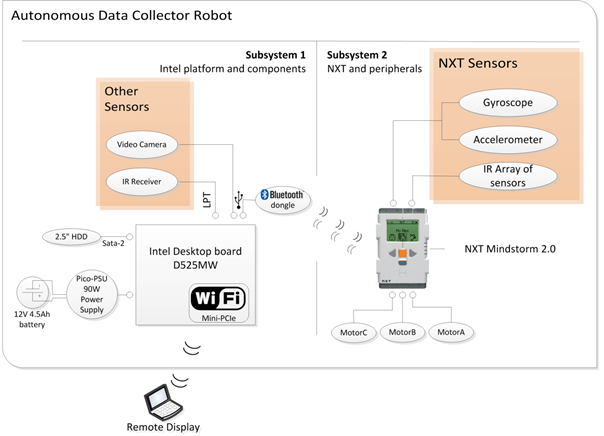 Autonomous Data Collector Robot
Subsystem 1
Intel platform and components
Subsystem 2
NXT and peripherals
Other
Sensors
Video Camera
IR Receiver
LPT
Bluetooth
dongle
2.5" HDD
Sata-2
Intel Desktop board
D525MW
Wi Fi
Mini-PCIe
Pico-PSU
90W
Power
Supply
12V 4.5Ah
battery
Remote Display
NXT Sensors
Gyroscope
Accelerometer
IR Array of
sensors
NXT Mindstorm 2.0
MotorC
MotorB
MotorA